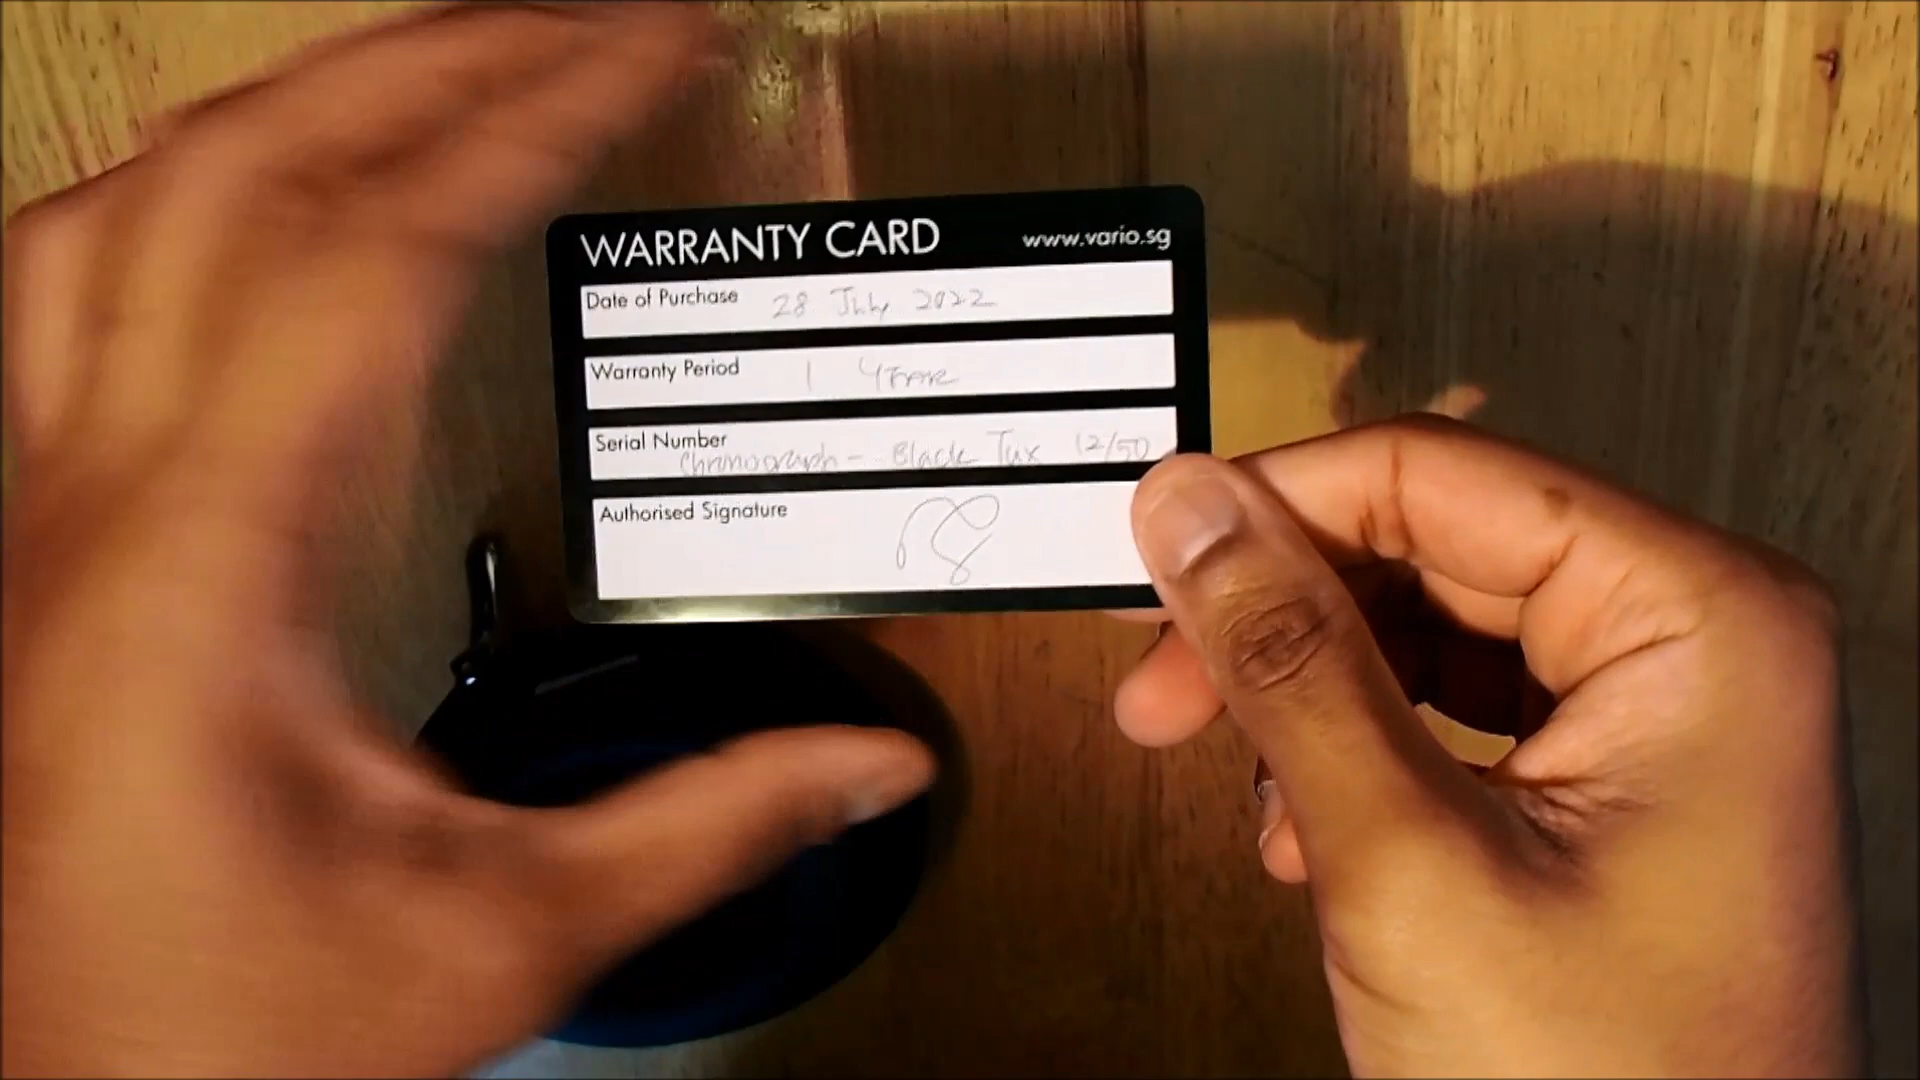 WARRANTY CARD www.vario.sg
Date of Purchase 28 July 2022
Warranty Period 1 YEAR
Serial Number Chronograph - Black Tux 12/50
Authorised Signature